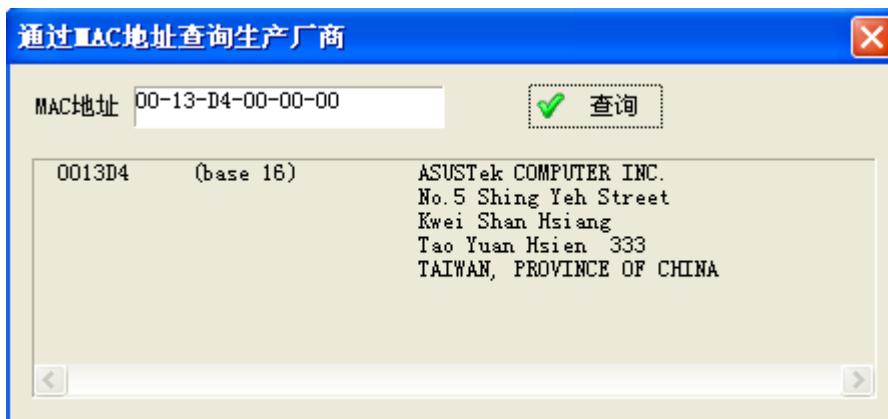 通过MAC地址查询生产厂商
MAC地址 00-13-D4-00-00-00 查询
0013D4 (base 16) ASUSTek COMPUTER INC.
No.5 Shing Yeh Street
Kwei Shan Hsiang
Tao Yuan Hsien 333
TAIWAN, PROVINCE OF CHINA